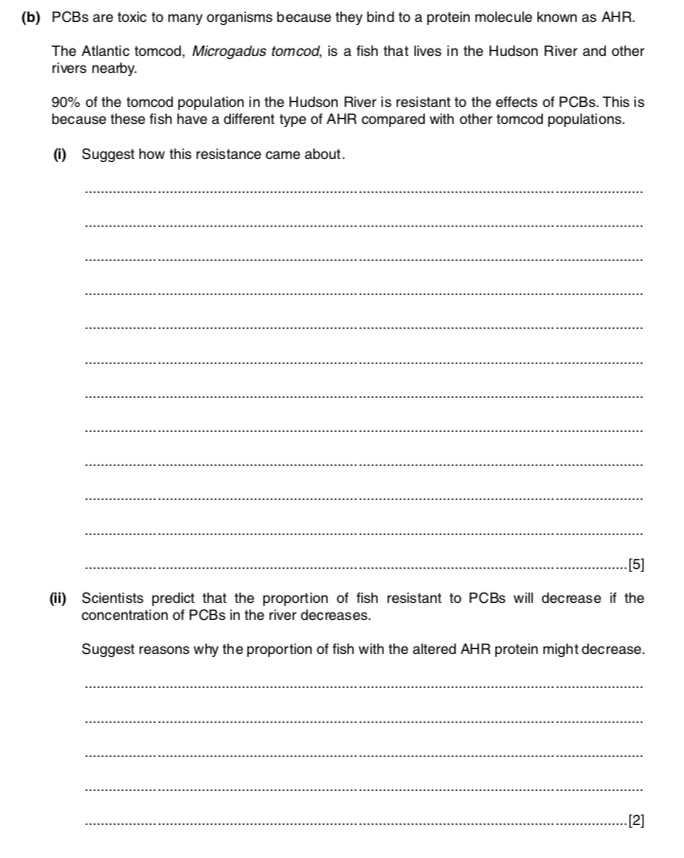 (b) PCBs are toxic to many organisms because they bind to a protein molecule known as AHR.
The Atlantic tomcod, Microgadus tomcod, is a fish that lives in the Hudson River and other
rivers nearby.
90% of the tomcod population in the Hudson River is resistant to the effects of PCBs. This is
because these fish have a different type of AHR compared with other tomcod populations.
(i) Suggest how this resistance came about.
[5]
(ii) Scientists predict that the proportion of fish resistant to PCBs will decrease if the
concentration of PCBs in the river decreases.
Suggest reasons why the proportion of fish with the altered AHR protein might decrease.
[2]